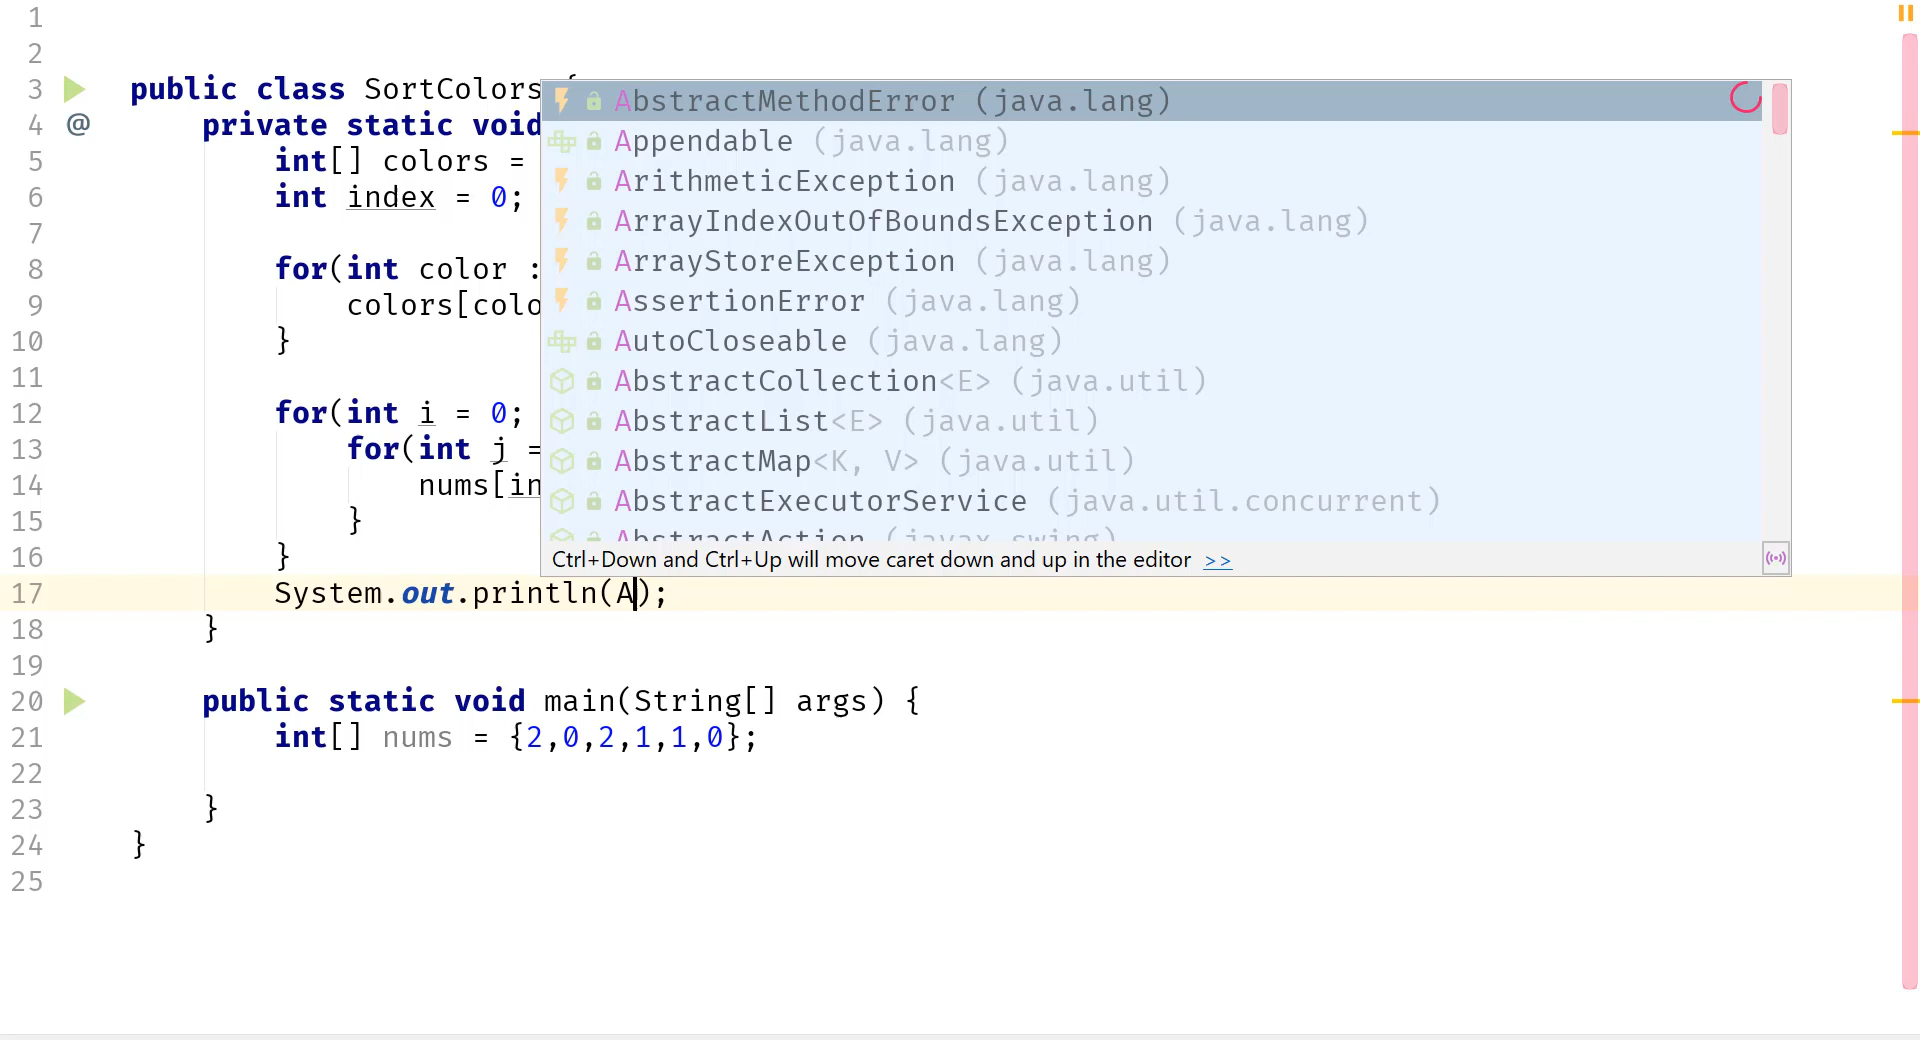 1
2
3 public class SortColors {
4 @ private static void
5 int[] colors =
6 int index = 0;
7
8 for(int color :
9 colors[colo
10 }
11
12 for(int i = 0;
13 for(int j =
14 nums[in
15 }
16 }
17 System.out.println(A);
18 }
19
20 public static void main(String[] args) {
21 int[] nums = {2,0,2,1,1,0};
22
23 }
24 }
25
AbstractMethodError (java.lang)
Appendable (java.lang)
ArithmeticException (java.lang)
ArrayIndexOutOfBoundsException (java.lang)
ArrayStoreException (java.lang)
AssertionError (java.lang)
AutoCloseable (java.lang)
AbstractCollection<E> (java.util)
AbstractList<E> (java.util)
AbstractMap<K, V> (java.util)
AbstractExecutorService (java.util.concurrent)
AbstractAction (javax.swing)
Ctrl+Down and Ctrl+Up will move caret down and up in the editor >>